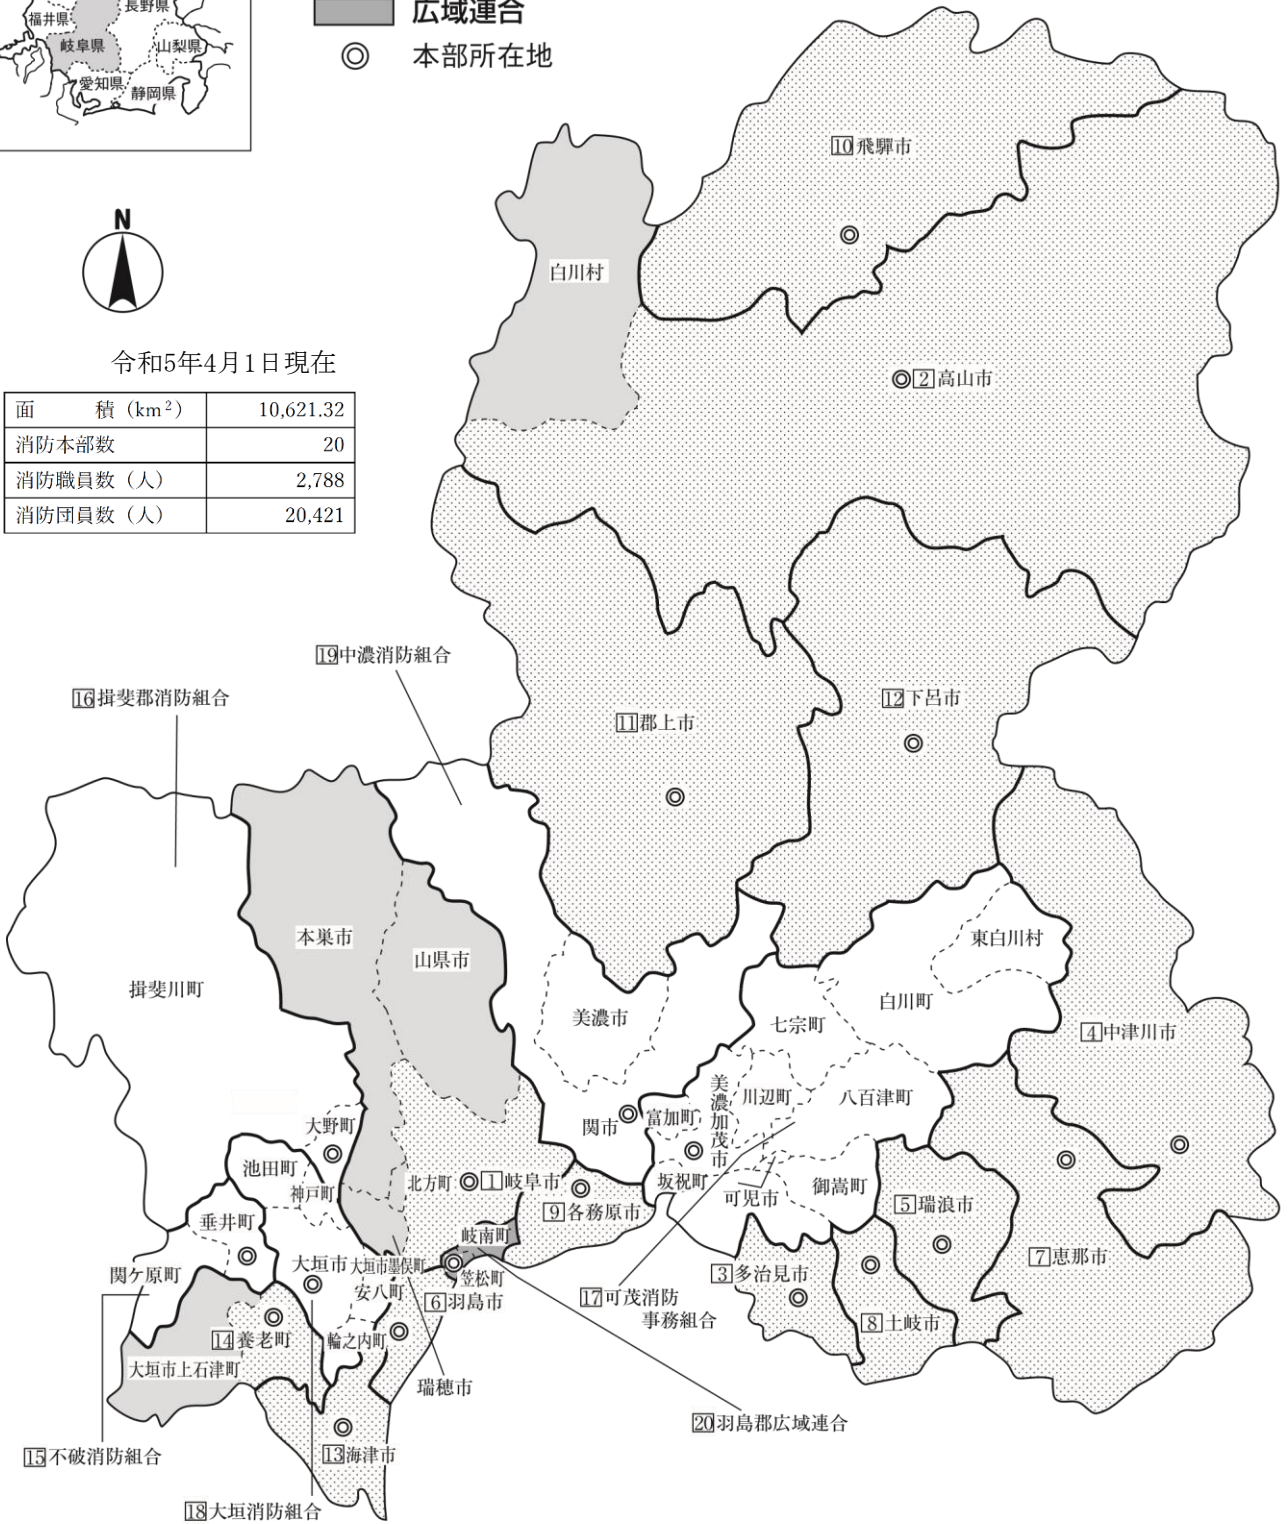 福井県
長野県
岐阜県
山梨県
愛知県
静岡県
広域連合
◎ 本部所在地
N
令和5年4月1日現在
面 積（km²） 10,621.32
消防本部数 20
消防職員数（人） 2,788
消防団員数（人） 20,421
10飛驒市
白川村
2高山市
19中濃消防組合
16揖斐郡消防組合
12下呂市
11郡上市
本巣市
東白川村
山県市
揖斐川町
白川町
美濃市
七宗町
4中津川市
美濃加茂市
川辺町
八百津町
富加町
関市
大野町
池田町
坂祝町
北方町
1岐阜市
神戸町
御嵩町
可児市
5瑞浪市
9各務原市
垂井町
岐南町
7恵那市
大垣市
大垣市墨俣町
関ケ原町
笠松町
3多治見市
安八町
6羽島市
17可茂消防
事務組合
8土岐市
14養老町
輪之内町
大垣市上石津町
瑞穂市
20羽島郡広域連合
15不破消防組合
13海津市
18大垣消防組合